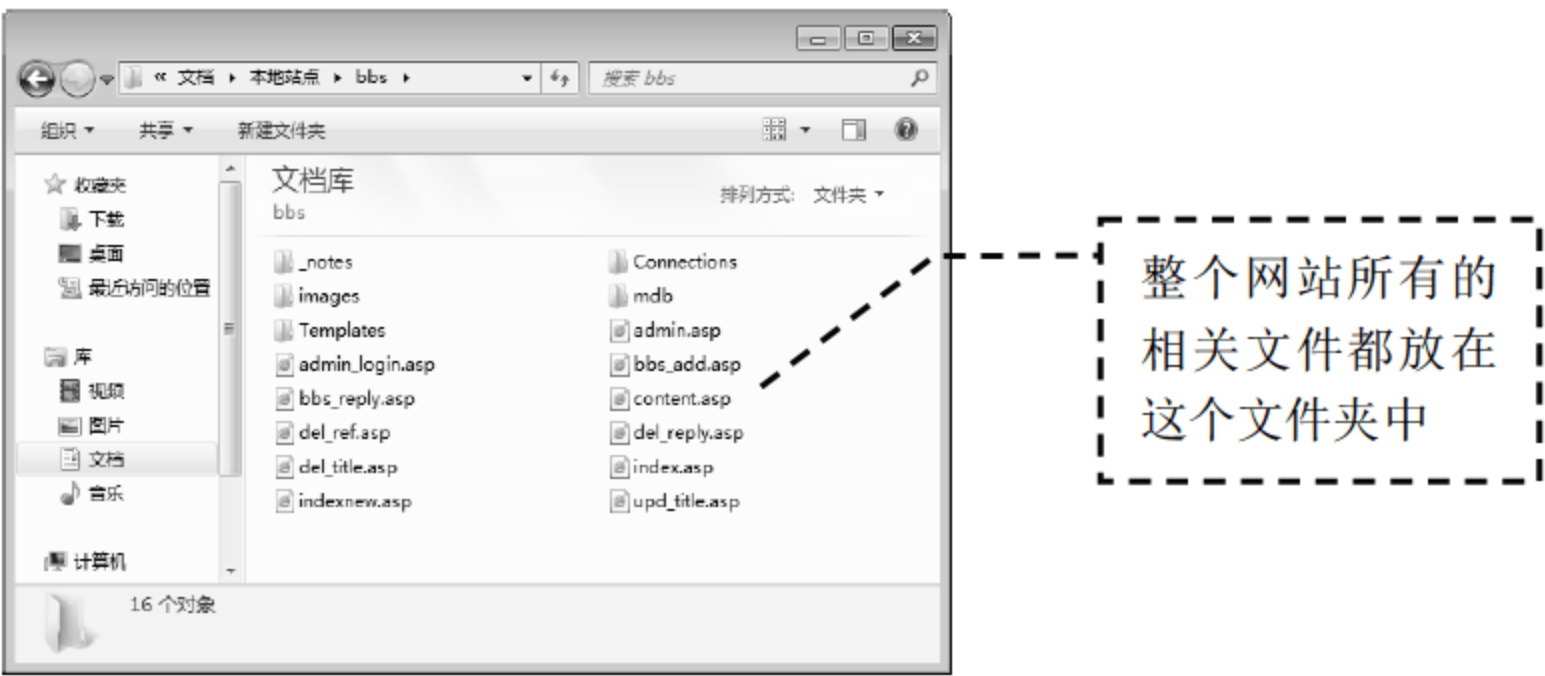 « 文档 ▸ 本地站点 ▸ bbs ▸
搜索 bbs
组织 共享 新建文件夹
收藏夹
下载
桌面
最近访问的位置
库
视频
图片
文档
音乐
计算机
文档库
bbs
排列方式: 文件夹
_notes Connections
images mdb
Templates admin.asp
admin_login.asp bbs_add.asp
bbs_reply.asp content.asp
del_ref.asp del_reply.asp
del_title.asp index.asp
indexnew.asp upd_title.asp
16 个对象
整个网站所有的
相关文件都放在
这个文件夹中